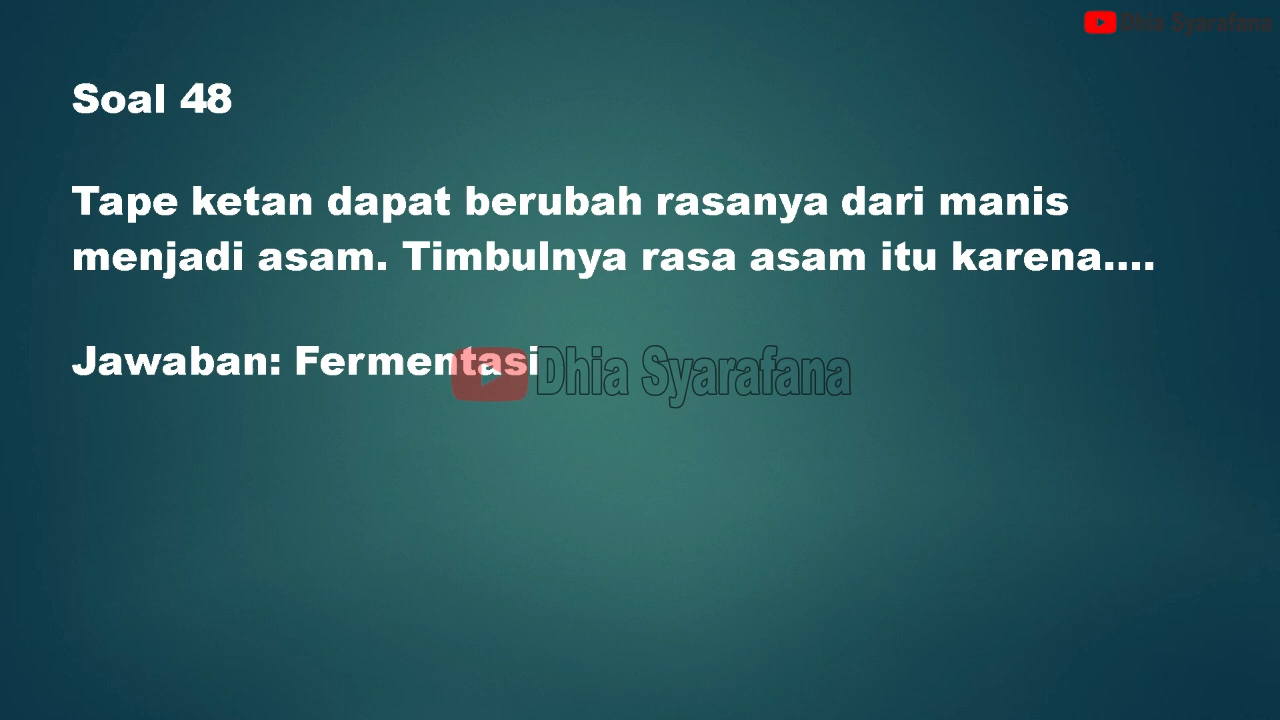 Dhia Syarafana
Soal 48
Tape ketan dapat berubah rasanya dari manis
menjadi asam. Timbulnya rasa asam itu karena....
Jawaban: Fermentasi
Dhia Syarafana